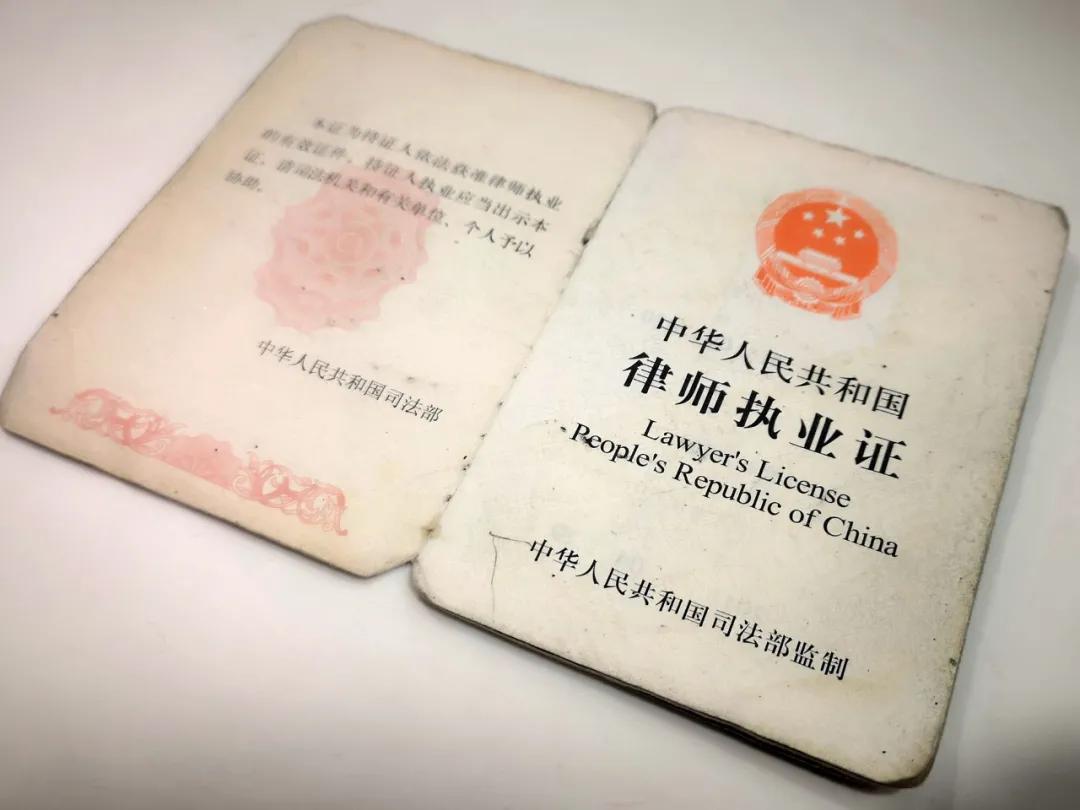 本证为持证人依法获准律师执业
的有效证件。持证人执业应当出示本
证，请司法机关和有关单位、个人予以
协助。
中华人民共和国司法部
中华人民共和国
律师执业证
Lawyer's License
People's Republic of China
中华人民共和国司法部监制